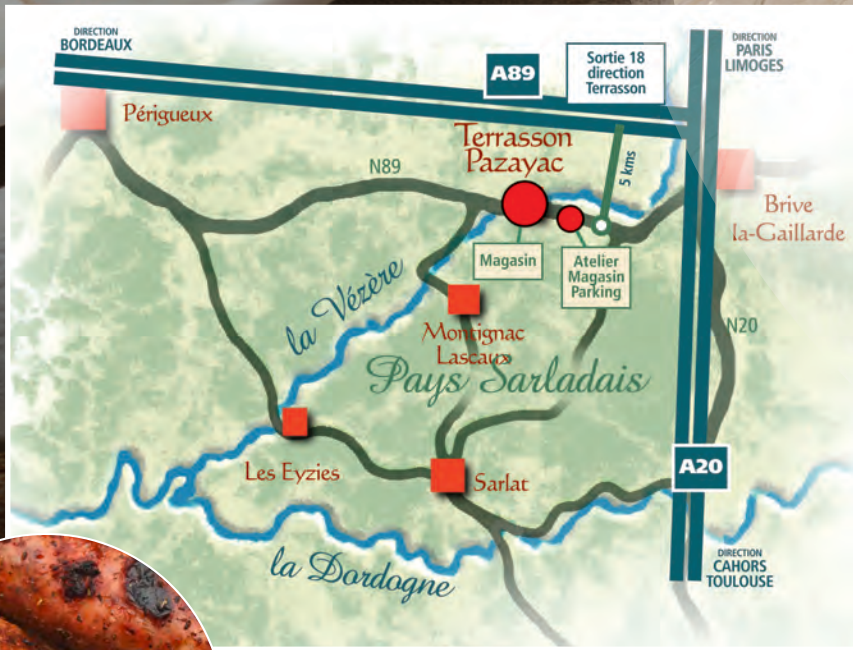 DIRECTION
BORDEAUX
A89
Sortie 18
direction
Terrasson
DIRECTION
PARIS
LIMOGES
Périgueux
Terrasson
Pazayac
N89
5 kms
Brive
la-Gaillarde
Magasin
Atelier
Magasin
Parking
la Vézère
Montignac
Lascaux
N20
Pays Sarladais
Les Eyzies
Sarlat
A20
la Dordogne
DIRECTION
CAHORS
TOULOUSE